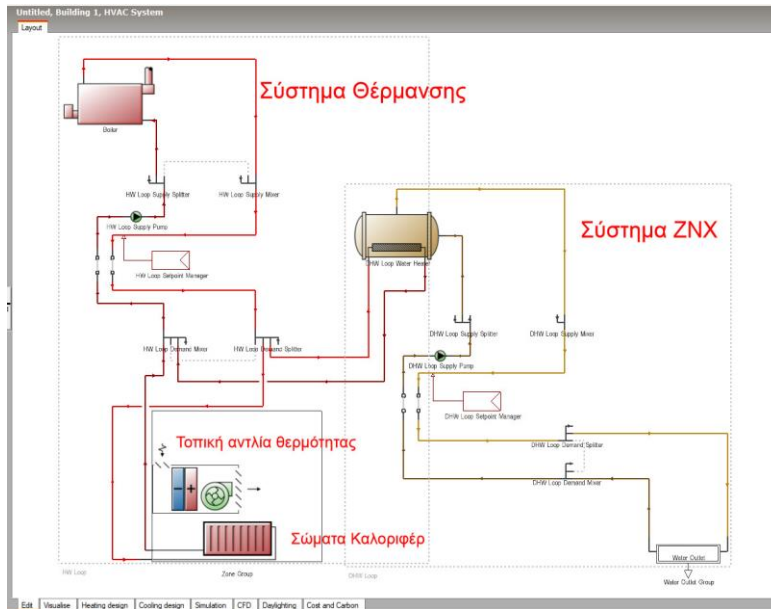 Untitled, Building 1, HVAC System
Layout
Σύστημα Θέρμανσης
Boiler
HW Loop Supply Splitter
HW Loop Supply Mixer
Σύστημα ΖΝΧ
HW Loop Supply Pump
DHW Loop Water Heater
HW Loop Setpoint Manager
DHW Loop Supply Splitter
DHW Loop Supply Mixer
HW Loop Demand Mixer
HW Loop Demand Splitter
DHW Loop Supply Pump
DHW Loop Setpoint Manager
Τοπική αντλία θερμότητας
DHW Loop Demand Splitter
DHW Loop Demand Mixer
Σώματα Καλοριφέρ
Water Outlet
HW Loop
Zone Group
DHW Loop
Water Outlet Group
Edit Visualise Heating design Cooling design Simulation CFD Daylighting Cost and Carbon